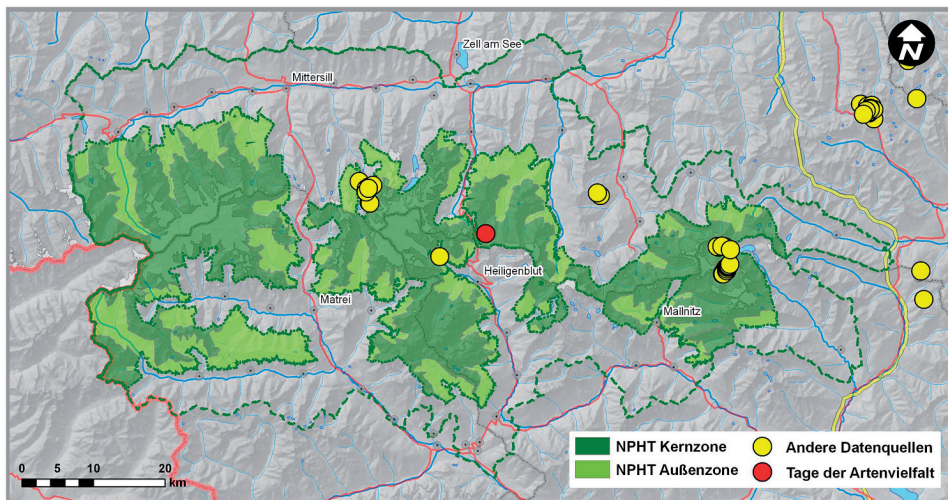 Zell am See
N
Mittersill
Heiligenblut
Matrei
Mallnitz
NPHT Kernzone
Andere Datenquellen
NPHT Außenzone
Tage der Artenvielfalt
0 5 10 20
km